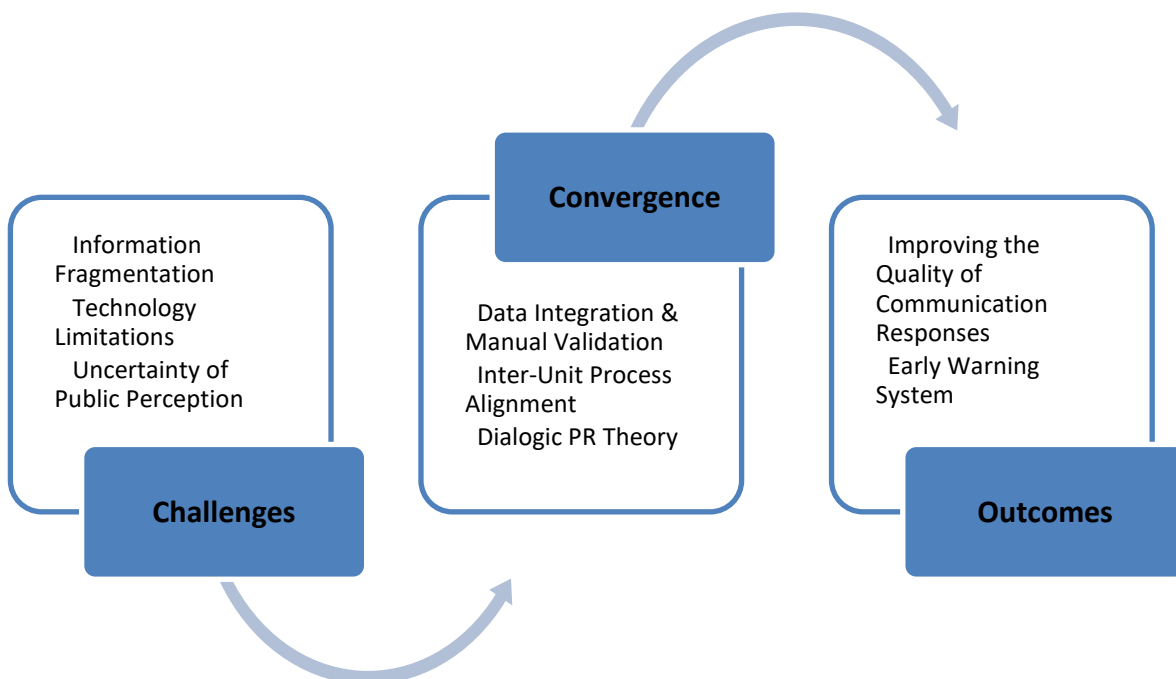 Information
Fragmentation
Technology
Limitations
Uncertainty of
Public Perception
Challenges
Convergence
Data Integration &
Manual Validation
Inter-Unit Process
Alignment
Dialogic PR Theory
Improving the
Quality of
Communication
Responses
Early Warning
System
Outcomes